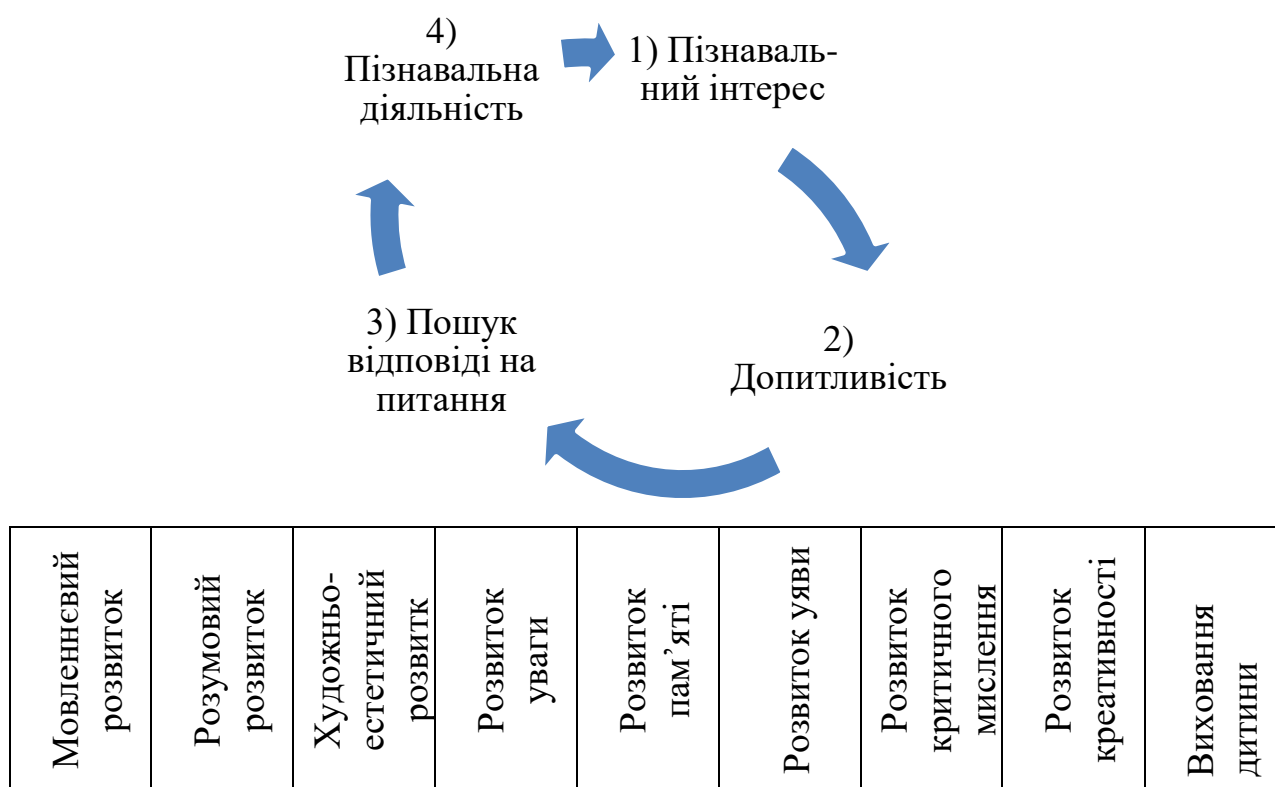 4)
Пізнавальна
діяльність
1) Пізнаваль-
ний інтерес
2)
Допитливість
3) Пошук
відповіді на
питання
Мовленнєвий
розвиток
Розумовий
розвиток
Художньо-
естетичний
розвитк
Розвиток
уваги
Розвиток
пам’яті
Розвиток уяви
Розвиток
критичного
мислення
Розвиток
креативності
Виховання
дитини